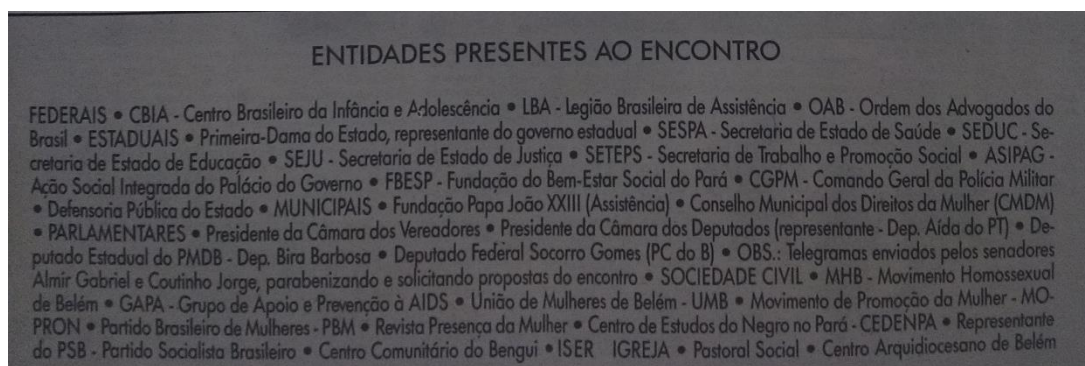 ENTIDADES PRESENTES AO ENCONTRO
FEDERAIS • CBIA - Centro Brasileiro da Infância e Adolescência • LBA - Legião Brasileira de Assistência • OAB - Ordem dos Advogados do
Brasil • ESTADUAIS • Primeira-Dama do Estado, representante do governo estadual • SESPA - Secretaria de Estado de Saúde • SEDUC - Se-
cretaria de Estado de Educação • SEJU - Secretaria de Estado de Justiça • SETEPS - Secretaria de Trabalho e Promoção Social • ASIPAG -
Ação Social Integrada do Palácio do Governo • FBESP - Fundação do Bem-Estar Social do Pará • CGPM - Comando Geral da Polícia Militar
• Defensoria Pública do Estado • MUNICIPAIS • Fundação Papa João XXIII (Assistência) • Conselho Municipal dos Direitos da Mulher (CMDM)
• PARLAMENTARES • Presidente da Câmara dos Vereadores • Presidente da Câmara dos Deputados (representante - Dep. Aída do PT) • De-
putado Estadual do PMDB - Dep. Bira Barbosa • Deputado Federal Socorro Gomes (PC do B) • OBS.: Telegramas enviados pelos senadores
Almir Gabriel e Coutinho Jorge, parabenizando e solicitando propostas do encontro • SOCIEDADE CIVIL • MHB - Movimento Homossexual
de Belém • GAPA - Grupo de Apoio e Prevenção à AIDS • União de Mulheres de Belém - UMB • Movimento de Promoção da Mulher - MO-
PRON • Partido Brasileiro de Mulheres - PBM • Revista Presença da Mulher • Centro de Estudos do Negro no Pará - CEDENPA • Representante
do PSB - Partido Socialista Brasileiro • Centro Comunitário do Bengui • ISER IGREJA • Pastoral Social • Centro Arquidiocesano de Belém